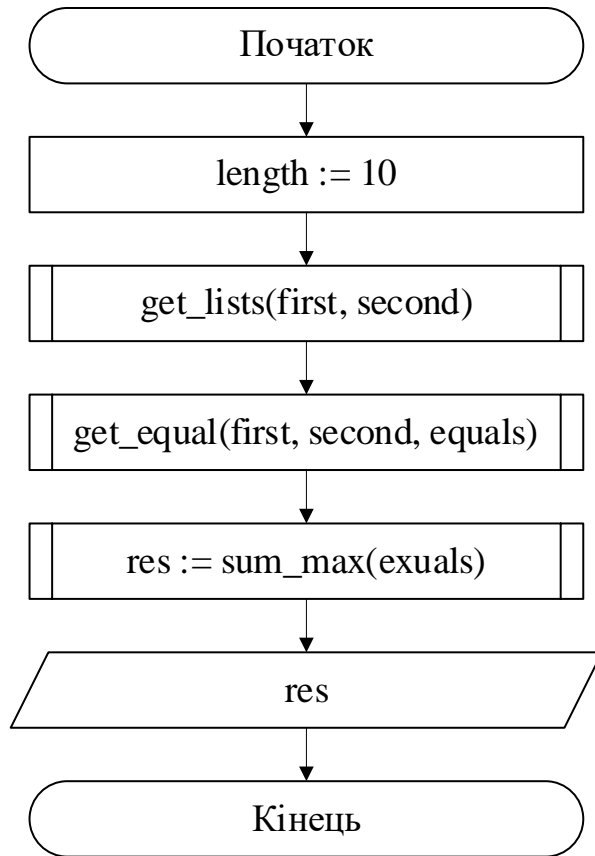 Початок
length := 10
get_lists(first, second)
get_equal(first, second, equals)
res := sum_max(exuals)
res
Кінець